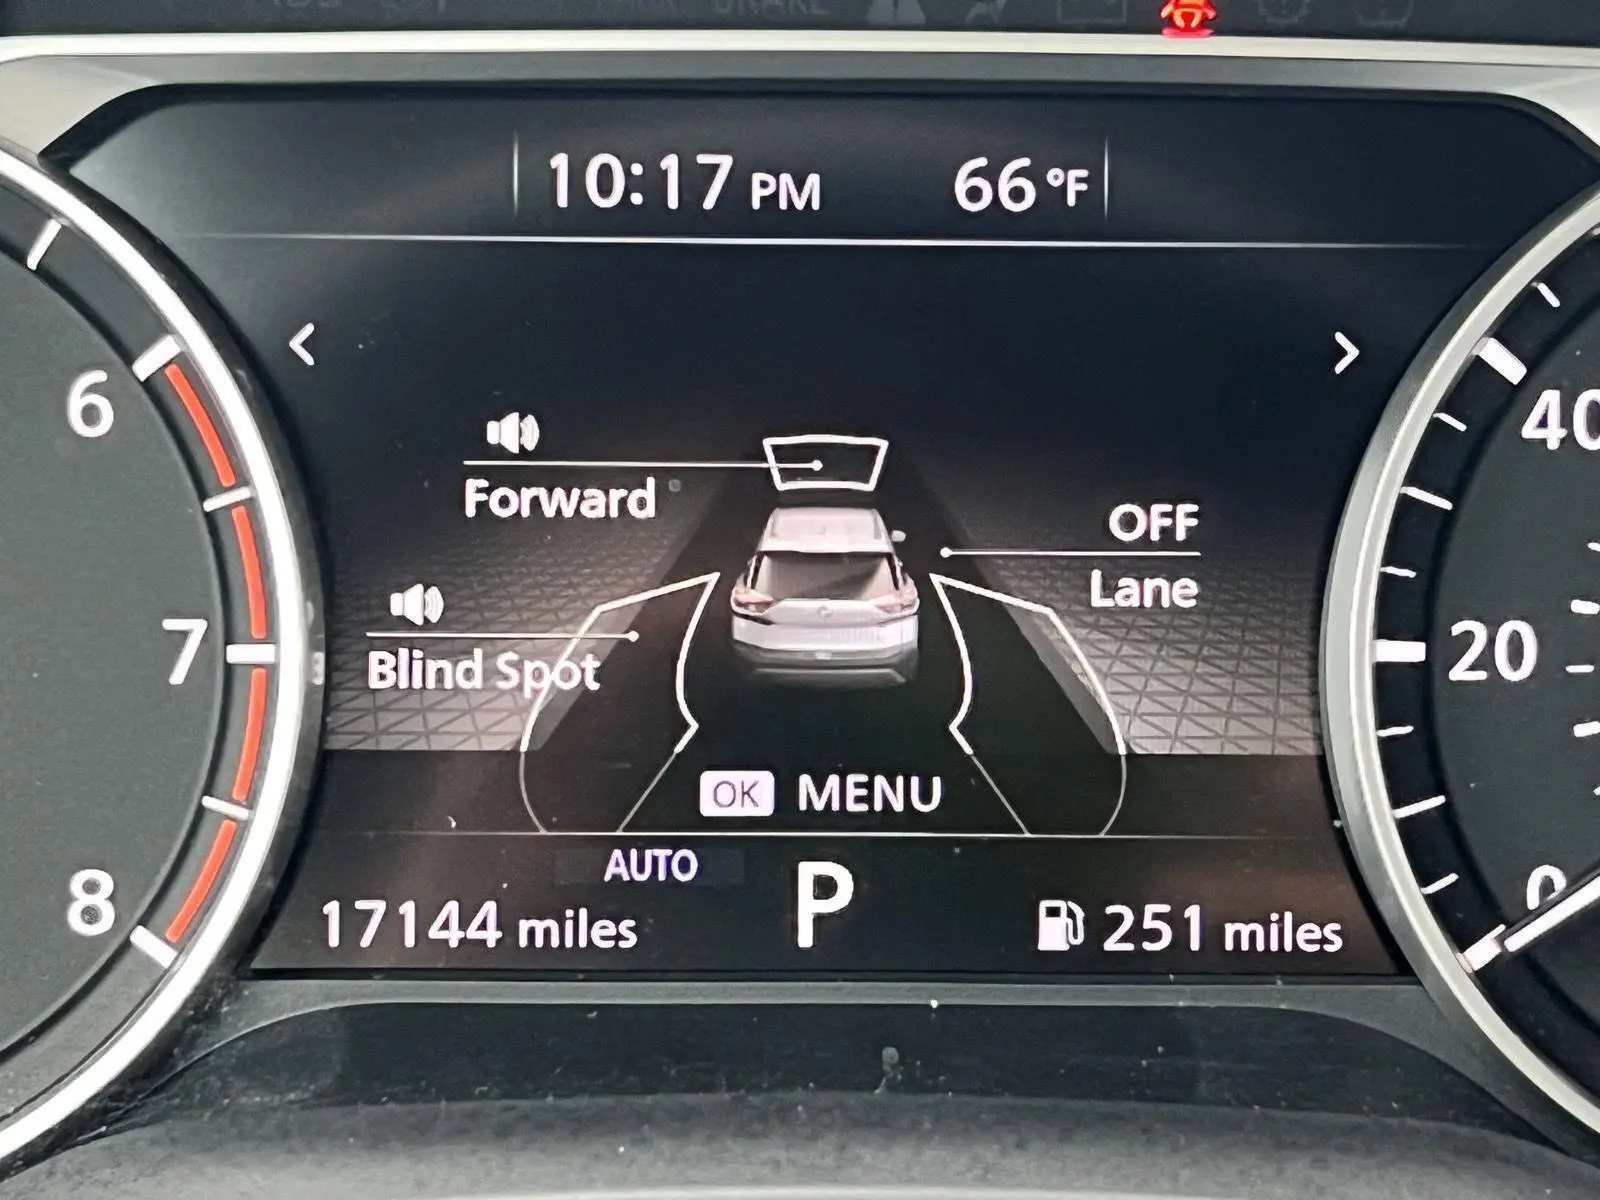 10:17 PM 66 °F
Forward
OFF
Lane
Blind Spot
OK MENU
AUTO
17144 miles P 251 miles
6
7
8
40
20
0